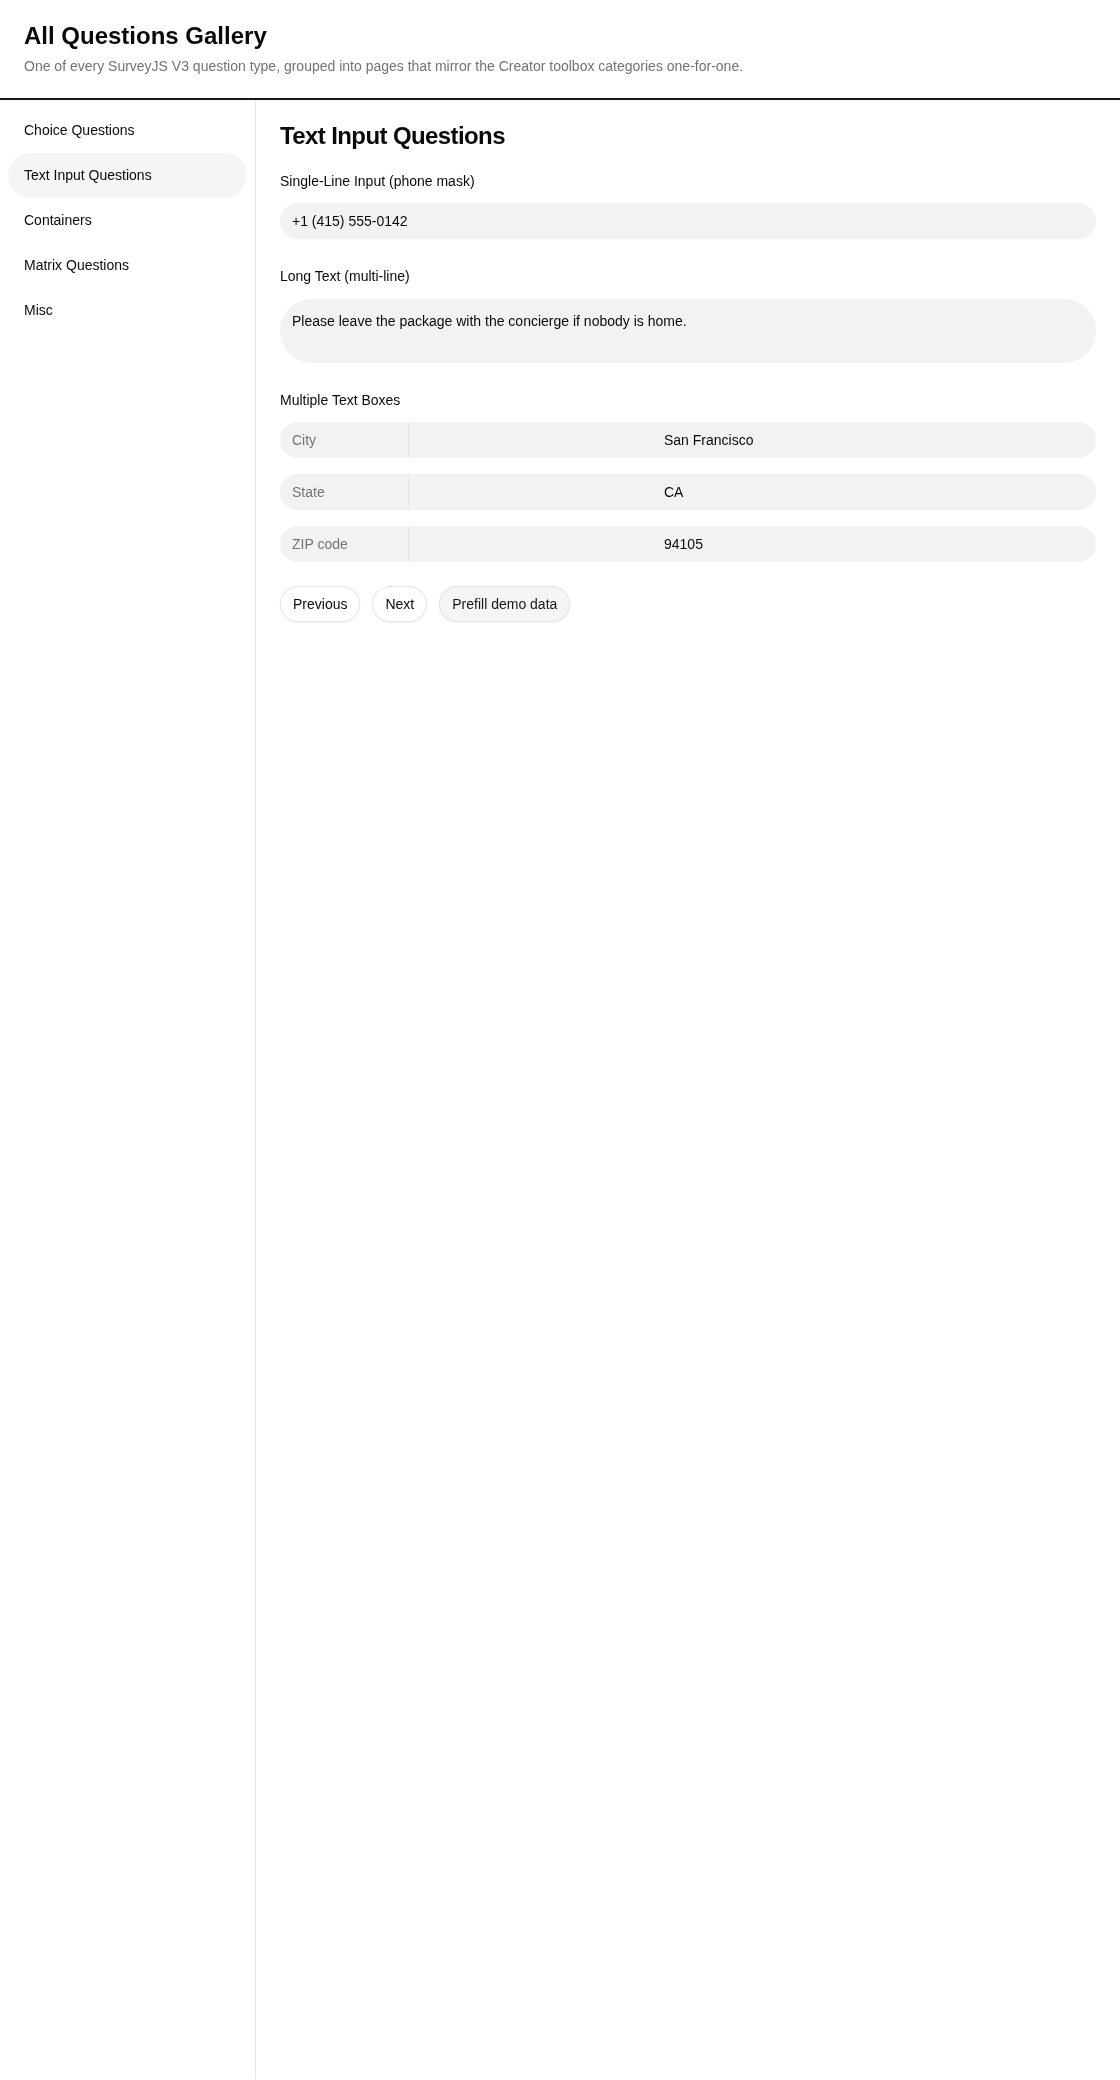 All Questions Gallery
One of every SurveyJS V3 question type, grouped into pages that mirror the Creator toolbox categories one-for-one.
Choice Questions
Text Input Questions
Containers
Matrix Questions
Misc
Text Input Questions
Single-Line Input (phone mask)
+1 (415) 555-0142
Long Text (multi-line)
Please leave the package with the concierge if nobody is home.
Multiple Text Boxes
City San Francisco
State CA
ZIP code 94105
Previous Next Prefill demo data